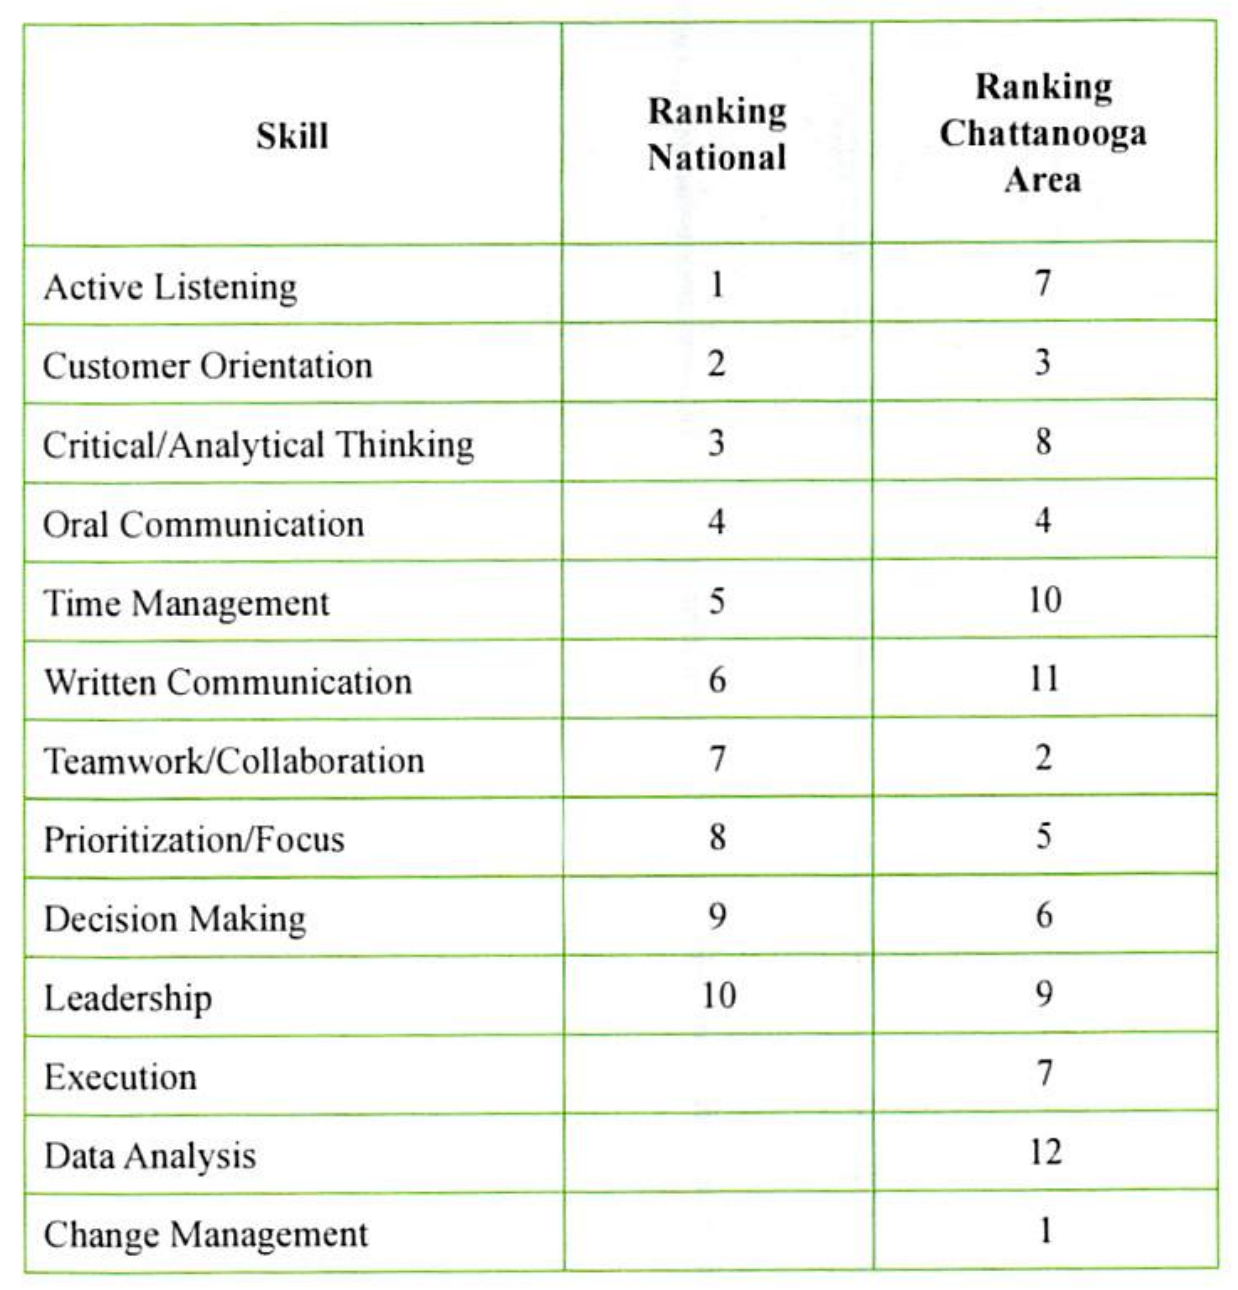 Skill Ranking National Ranking Chattanooga Area
Active Listening 1 7
Customer Orientation 2 3
Critical/Analytical Thinking 3 8
Oral Communication 4 4
Time Management 5 10
Written Communication 6 11
Teamwork/Collaboration 7 2
Prioritization/Focus 8 5
Decision Making 9 6
Leadership 10 9
Execution 7
Data Analysis 12
Change Management 1